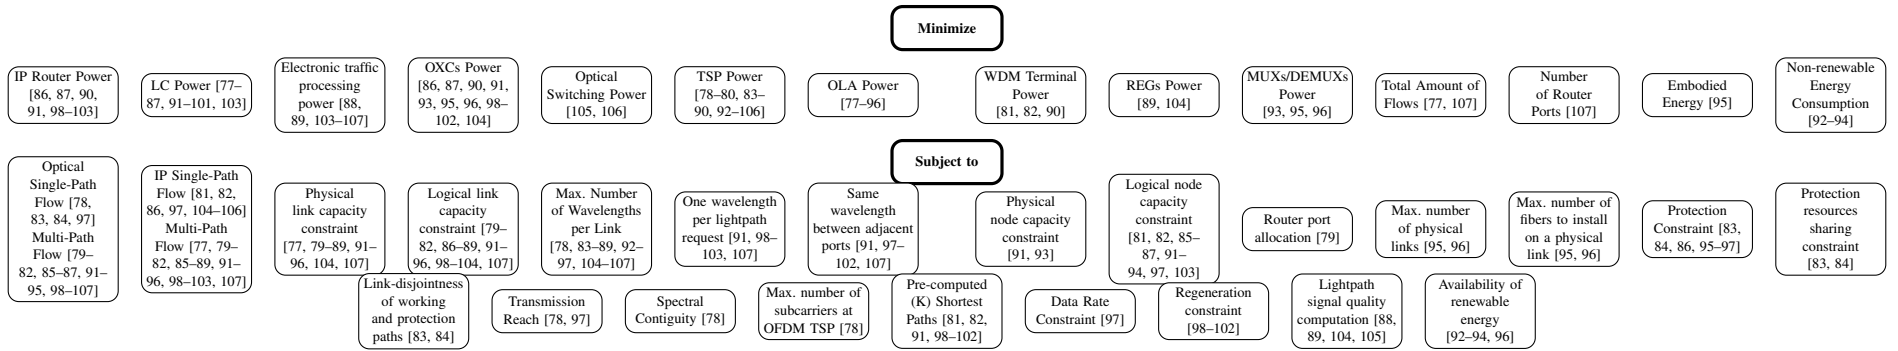 Minimize
IP Router Power
[86, 87, 90,
91, 98–103]
LC Power [77–
87, 91–101, 103]
Electronic traffic
processing
power [88,
89, 103–107]
OXCs Power
[86, 87, 90, 91,
93, 95, 96, 98–
102, 104]
Optical
Switching Power
[105, 106]
TSP Power
[78–80, 83–
90, 92–106]
OLA Power
[77–96]
WDM Terminal
Power
[81, 82, 90]
REGs Power
[89, 104]
MUXs/DEMUXs
Power
[93, 95, 96]
Total Amount of
Flows [77, 107]
Number
of Router
Ports [107]
Embodied
Energy [95]
Non-renewable
Energy
Consumption
[92–94]
Subject to
Optical
Single-Path
Flow [78,
83, 84, 97]
Multi-Path
Flow [79–
82, 85–87, 91–
95, 98–107]
IP Single-Path
Flow [81, 82,
86, 97, 104–106]
Multi-Path
Flow [77, 79–
82, 85–89, 91–
96, 98–103, 107]
Physical
link capacity
constraint
[77, 79–89, 91–
96, 104, 107]
Logical link
capacity
constraint [79–
82, 86–89, 91–
96, 98–104, 107]
Max. Number
of Wavelengths
per Link
[78, 83–89, 92–
97, 104–107]
One wavelength
per lightpath
request [91, 98–
103, 107]
Same
wavelength
between adjacent
ports [91, 97–
102, 107]
Physical
node capacity
constraint
[91, 93]
Logical node
capacity
constraint
[81, 82, 85–
87, 91–
94, 97, 103]
Router port
allocation [79]
Max. number
of physical
links [95, 96]
Max. number of
fibers to install
on a physical
link [95, 96]
Protection
Constraint [83,
84, 86, 95–97]
Protection
resources
sharing
constraint
[83, 84]
Link-disjointness
of working
and protection
paths [83, 84]
Transmission
Reach [78, 97]
Spectral
Contiguity [78]
Max. number of
subcarriers at
OFDM TSP [78]
Pre-computed
(K) Shortest
Paths [81, 82,
91, 98–102]
Data Rate
Constraint [97]
Regeneration
constraint
[98–102]
Lightpath
signal quality
computation [88,
89, 104, 105]
Availability of
renewable
energy
[92–94, 96]